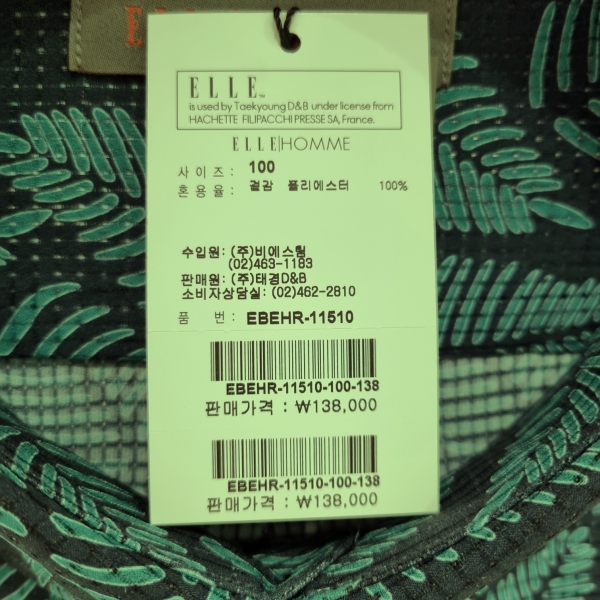 ELLE
is used by Taekyoung D&B under license from
HACHETTE FILIPACCHI PRESSE SA, France.
ELLE HOMME
사 이 즈 : 100
혼 용 율 : 겉감 폴리에스터 100%
수입원: (주)비에스팀
(02)463-1183
판매원: (주)태경D&B
소비자상담실: (02)462-2810
품 번 : EBEHR-11510
EBEHR-11510-100-138
판매가격 : ₩138,000
EBEHR-11510-100-138
판매가격 : ₩138,000